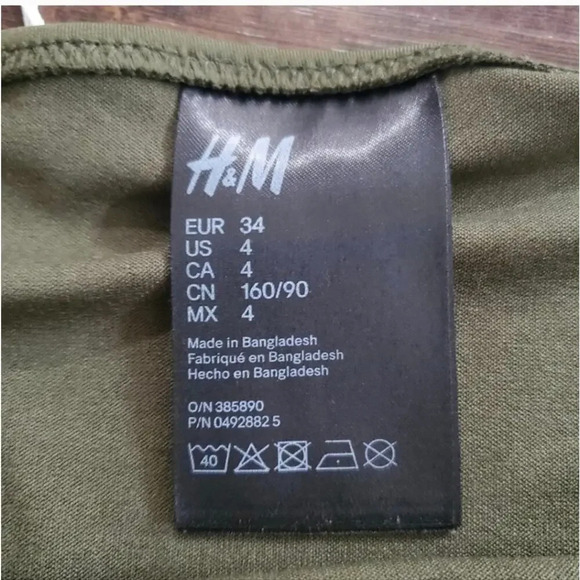 H&M
EUR 34
US 4
CA 4
CN 160/90
MX 4
Made in Bangladesh
Fabriqué en Bangladesh
Hecho en Bangladesh
O/N 385890
P/N 0492882 5
40